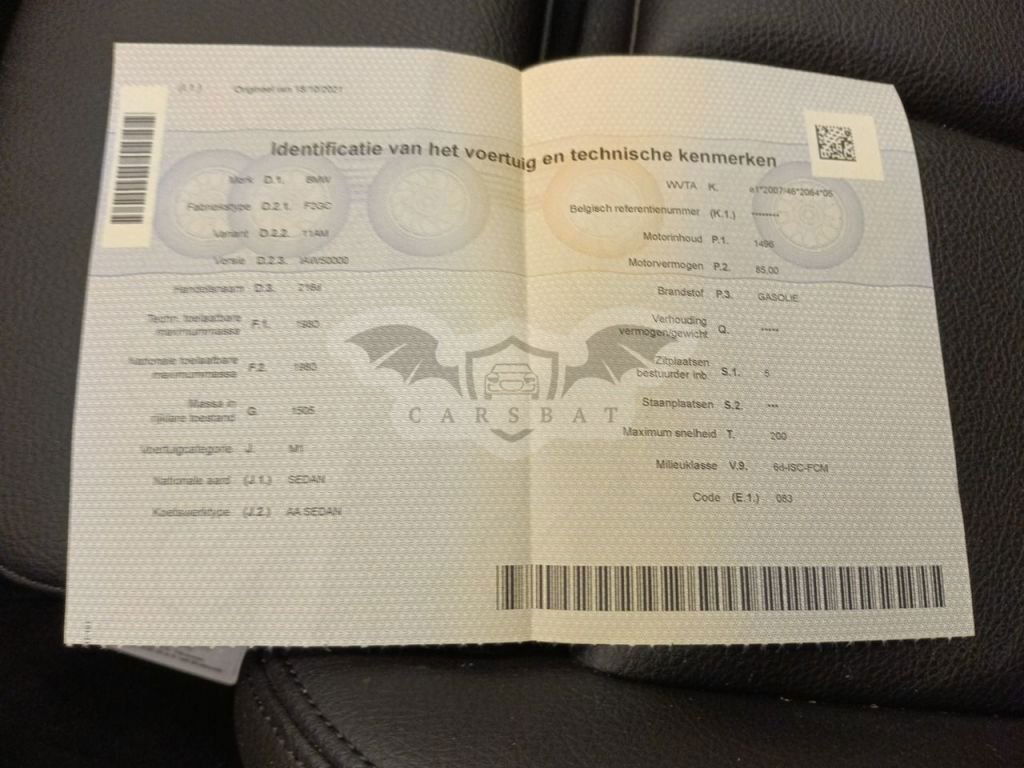 Origineel van 18/10/2021
Identificatie van het voertuig en technische kenmerken
Merk D.1. BMW
Fabriekstype D.2.1. F2GC
Variant D.2.2. 11AM
Versie D.2.3.
Handelsnaam D.3.
Techn. toelaatbare
maximummassa F.1. 1980
Nationale toelaatbare
maximummassa F.2. 1980
Massa in
rijklare toestand G. 1505
Voertuigcategorie J. M1
Nationale aard (J.1.) SEDAN
Koetswerktype (J.2.) AA SEDAN
WVTA K. e1*2007/46*2064*05
Belgisch referentienummer (K.1.) ********
Motorinhoud P.1. 1496
Motorvermogen P.2. 85,00
Brandstof P.3. GASOLIE
Verhouding
vermogen/gewicht Q. *****
Zitplaatsen
bestuurder inb. S.1. 5
Staanplaatsen S.2. ***
Maximum snelheid T. 200
Milieuklasse V.9. 6d-ISC-FCM
Code (E.1.) 083
CARSBAT